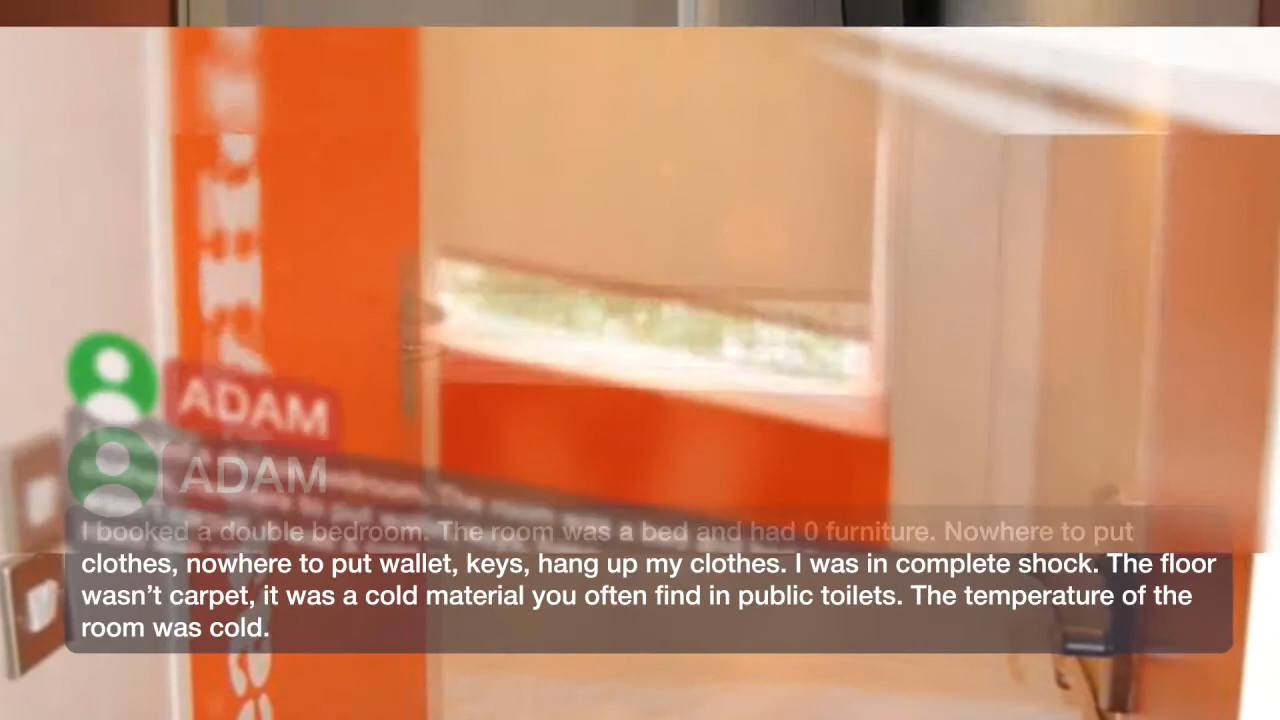 ADAM
ADAM
I booked a double bedroom. The room was a bed and had 0 furniture. Nowhere to put
clothes, nowhere to put wallet, keys, hang up my clothes. I was in complete shock. The floor
wasn’t carpet, it was a cold material you often find in public toilets. The temperature of the
room was cold.